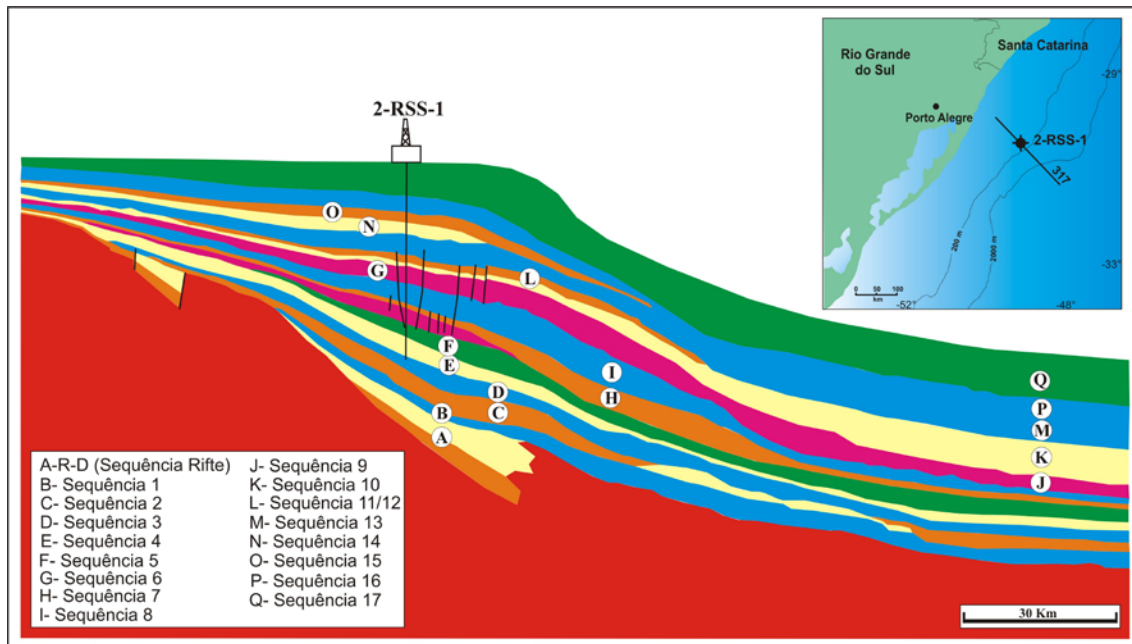 2-RSS-1
Rio Grande
do Sul
Santa Catarina
Porto Alegre
2-RSS-1
317
200 m
2000 m
-29°
-33°
-52°
-48°
0 50 100
km
O
N
G
L
F
E
I
H
D
C
B
A
Q
P
M
K
J
A-R-D (Sequência Rifte)
B- Sequência 1
C- Sequência 2
D- Sequência 3
E- Sequência 4
F- Sequência 5
G- Sequência 6
H- Sequência 7
I- Sequência 8
J- Sequência 9
K- Sequência 10
L- Sequência 11/12
M- Sequência 13
N- Sequência 14
O- Sequência 15
P- Sequência 16
Q- Sequência 17
30 Km